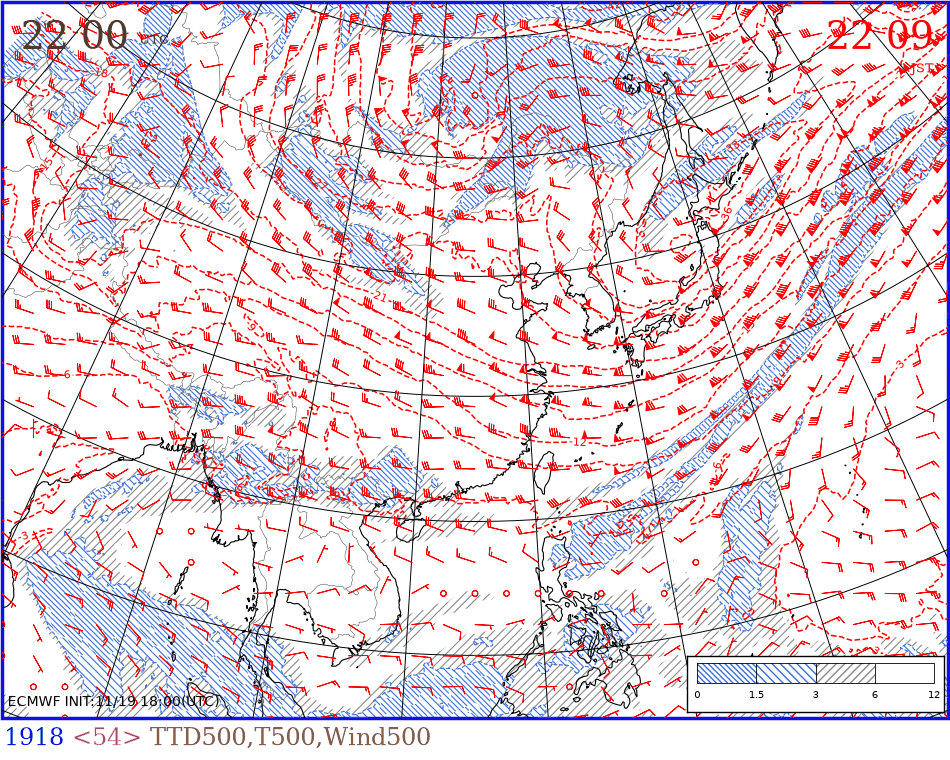 22 00 UTC
22 09
JST
ECMWF INIT:11/19 18:00(UTC)
0 1.5 3 6 12
1918 <54> TTD500,T500,Wind500